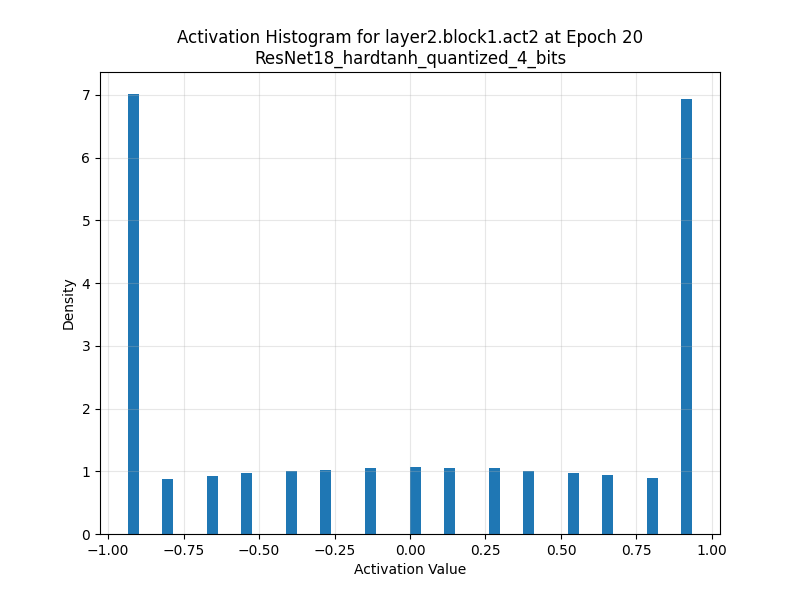 Activation Histogram for layer2.block1.act2 at Epoch 20
ResNet18_hardtanh_quantized_4_bits
7
6
5
4
3
2
1
0
Density
−1.00 −0.75 −0.50 −0.25 0.00 0.25 0.50 0.75 1.00
Activation Value